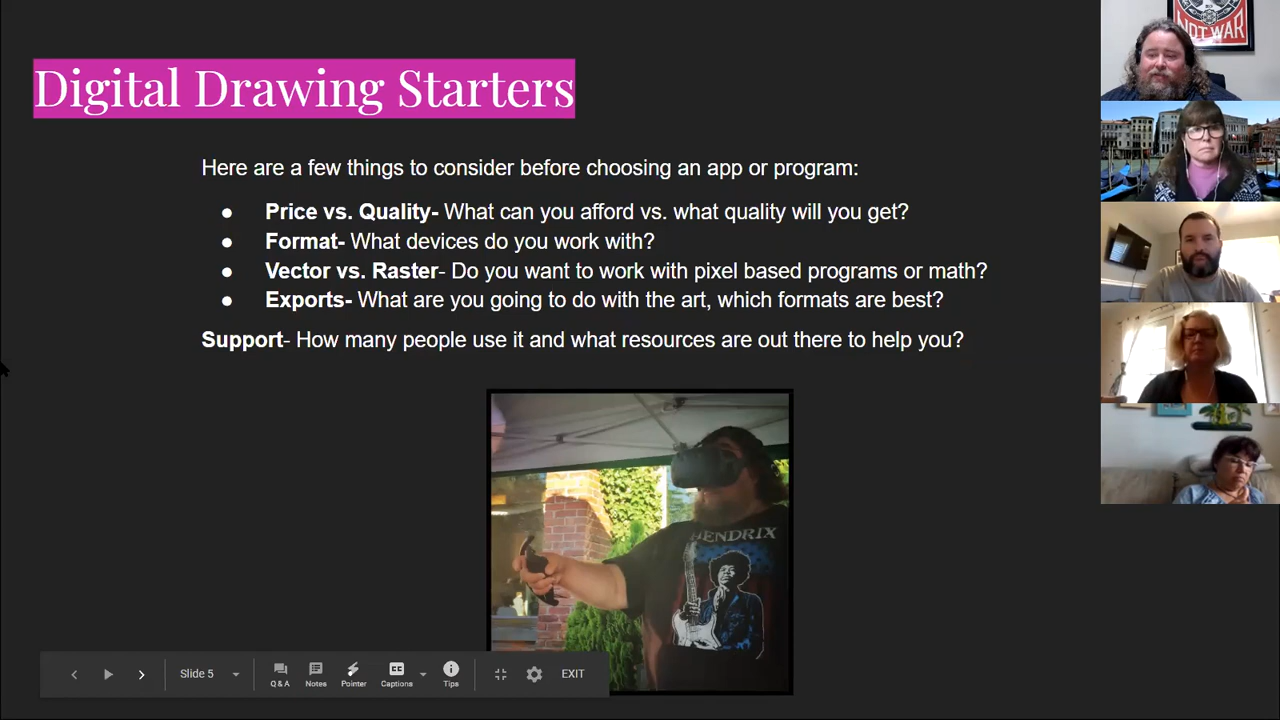 Digital Drawing Starters
Here are a few things to consider before choosing an app or program:
● Price vs. Quality- What can you afford vs. what quality will you get?
● Format- What devices do you work with?
● Vector vs. Raster- Do you want to work with pixel based programs or math?
● Exports- What are you going to do with the art, which formats are best?
Support- How many people use it and what resources are out there to help you?
NOT WAR
HENDRIX
Slide 5
Q & A
Notes
Pointer
Captions
Tips
EXIT